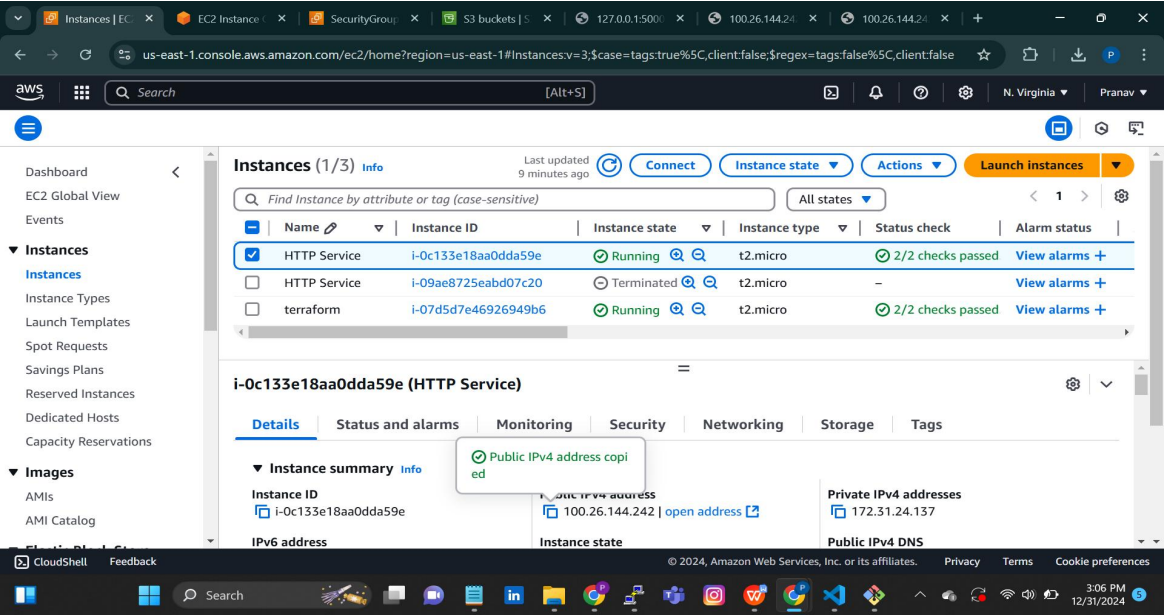 Instances | EC
EC2 Instance C
SecurityGroup
S3 buckets | S
127.0.0.1:5000
100.26.144.24
100.26.144.24
us-east-1.console.aws.amazon.com/ec2/home?region=us-east-1#Instances:v=3;$case=tags:true%5C,client:false;$regex=tags:false%5C,client:false
P
aws
Search
[Alt+S]
N. Virginia
Pranav
Dashboard
EC2 Global View
Events
Instances
Instances
Instance Types
Launch Templates
Spot Requests
Savings Plans
Reserved Instances
Dedicated Hosts
Capacity Reservations
Images
AMIs
AMI Catalog
Elastic Block Store
Instances (1/3) Info
Last updated
9 minutes ago
Connect
Instance state
Actions
Launch instances
Find Instance by attribute or tag (case-sensitive)
All states
1
Name Instance ID Instance state Instance type Status check Alarm status
HTTP Service i-0c133e18aa0dda59e Running t2.micro 2/2 checks passed View alarms +
HTTP Service i-09ae8725eabd07c20 Terminated t2.micro – View alarms +
terraform i-07d5d7e46926949b6 Running t2.micro 2/2 checks passed View alarms +
i-0c133e18aa0dda59e (HTTP Service)
Details Status and alarms Monitoring Security Networking Storage Tags
Public IPv4 address copi
ed
Instance summary Info
Instance ID
i-0c133e18aa0dda59e
Public IPv4 address
100.26.144.242 | open address
Private IPv4 addresses
172.31.24.137
IPv6 address
Instance state
Public IPv4 DNS
CloudShell Feedback
© 2024, Amazon Web Services, Inc. or its affiliates. Privacy Terms Cookie preferences
Search
3:06 PM
12/31/2024
5